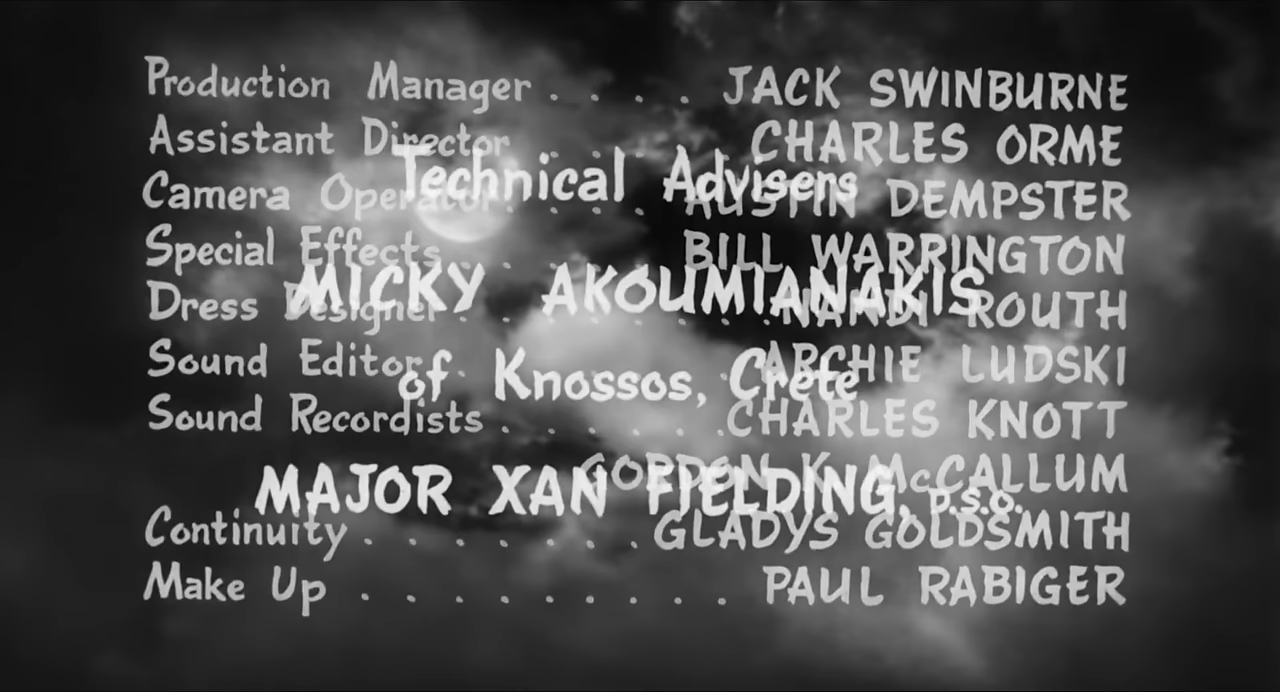 Production Manager . . . . . JACK SWINBURNE
Assistant Director . . . . CHARLES ORME
Camera Operator . . . . . AUSTIN DEMPSTER
Special Effects . . . . . BILL WARRINGTON
Dress Designer . . . . . . NANDI ROUTH
Sound Editor . . . . . . ARCHIE LUDSKI
Sound Recordists . . . . . . . CHARLES KNOTT
GORDON K. McCALLUM
Continuity . . . . . . . . . GLADYS GOLDSMITH
Make Up . . . . . . . . . . PAUL RABIGER
Technical Advisers
MICKY AKOUMIANAKIS
of Knossos, Crete
MAJOR XAN FIELDING, D.S.O.